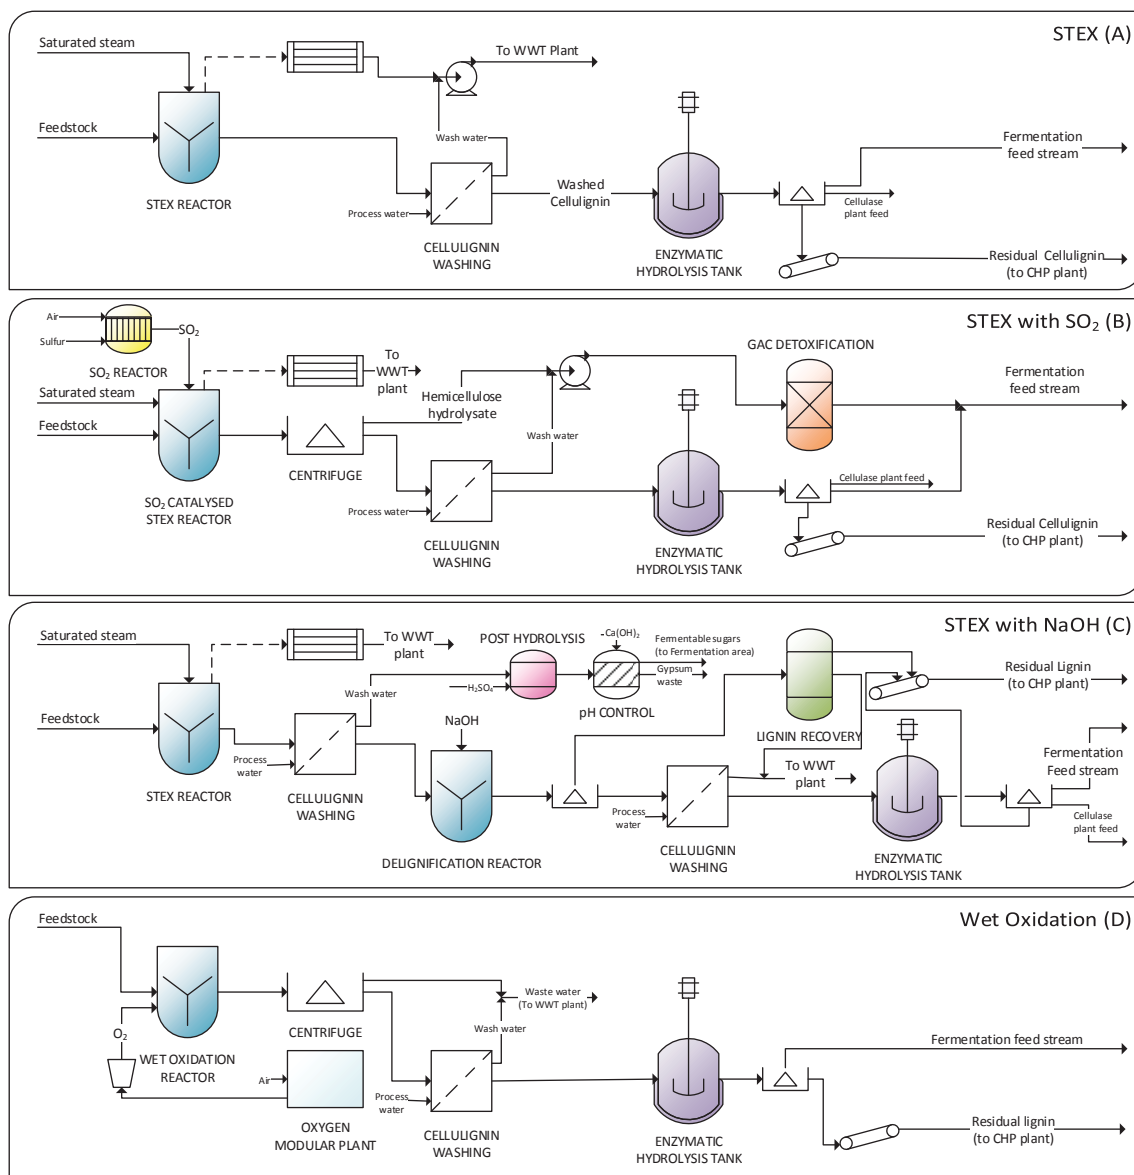 STEX (A)
Saturated steam
To WWT Plant
Feedstock
Wash water
Fermentation
feed stream
Washed
Cellulignin
Cellulase
plant feed
STEX REACTOR
Process water
CELLULIGNIN
WASHING
ENZYMATIC
HYDROLYSIS TANK
Residual Cellulignin
(to CHP plant)
STEX with SO₂ (B)
Air
Sulfur
SO₂
SO₂ REACTOR
To
WWT
plant
GAC DETOXIFICATION
Fermentation
feed stream
Saturated steam
Hemicellulose
hydrolysate
Feedstock
Wash water
CENTRIFUGE
Cellulase plant feed
SO₂ CATALYSED
STEX REACTOR
Process water
CELLULIGNIN
WASHING
ENZYMATIC
HYDROLYSIS TANK
Residual Cellulignin
(to CHP plant)
STEX with NaOH (C)
Saturated steam
To WWT
plant
POST HYDROLYSIS
Ca(OH)₂
Fermentable sugars
(to Fermentation area)
Gypsum
waste
Wash water
H₂SO₄
pH CONTROL
Residual Lignin
(to CHP plant)
Feedstock
NaOH
LIGNIN RECOVERY
Process
water
STEX REACTOR
CELLULIGNIN
WASHING
To WWT
plant
Fermentation
Feed stream
Process
water
Cellulase
plant feed
DELIGNIFICATION REACTOR
CELLULIGNIN
WASHING
ENZYMATIC
HYDROLYSIS TANK
Wet Oxidation (D)
Feedstock
Waste water
(To WWT plant)
O₂
CENTRIFUGE
Wash water
WET OXIDATION
REACTOR
Air
Process
water
Fermentation feed stream
OXYGEN
MODULAR PLANT
CELLULIGNIN
WASHING
ENZYMATIC
HYDROLYSIS TANK
Residual lignin
(to CHP plant)